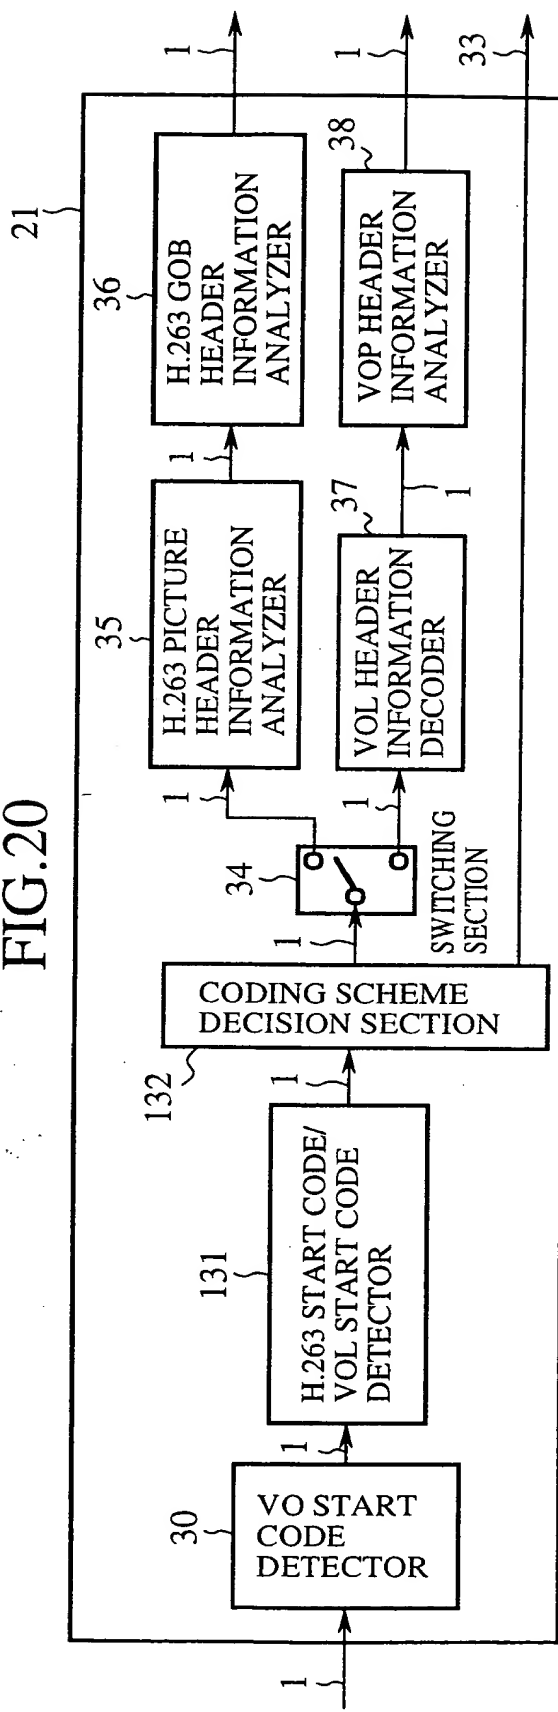 FIG.20
21
1
30
VO START
CODE
DETECTOR
1
131
H.263 START CODE/
VOL START CODE
DETECTOR
1
132
CODING SCHEME
DECISION SECTION
1
34
SWITCHING
SECTION
1
35
H.263 PICTURE
HEADER
INFORMATION
ANALYZER
1
36
H.263 GOB
HEADER
INFORMATION
ANALYZER
1
1
37
VOL HEADER
INFORMATION
DECODER
1
38
VOP HEADER
INFORMATION
ANALYZER
1
33